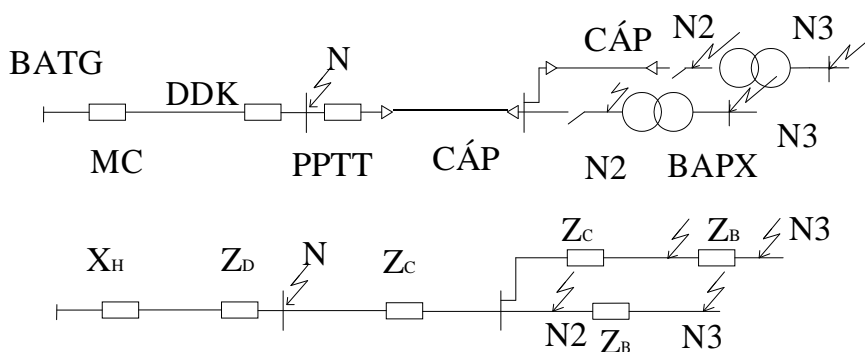 CÁP N2 N3
BATG DDK N
MC PPTT CÁP N2 BAPX N3
Zc ZB N3
XH ZD N Zc
N2 ZB N3